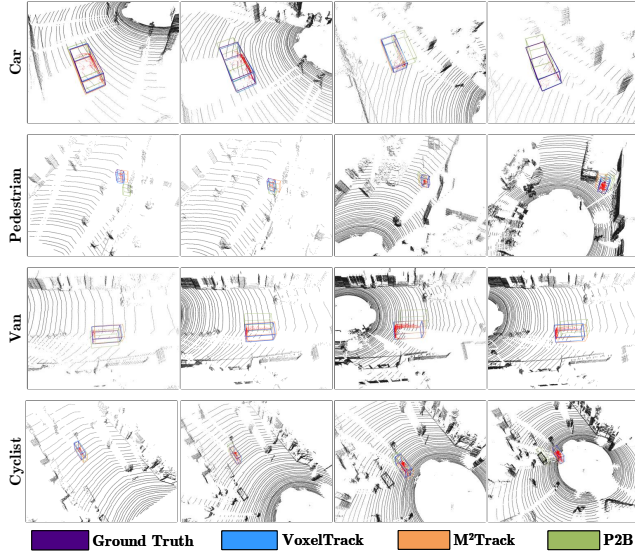 Car
Pedestrian
Van
Cyclist
Ground Truth VoxelTrack M²Track P2B